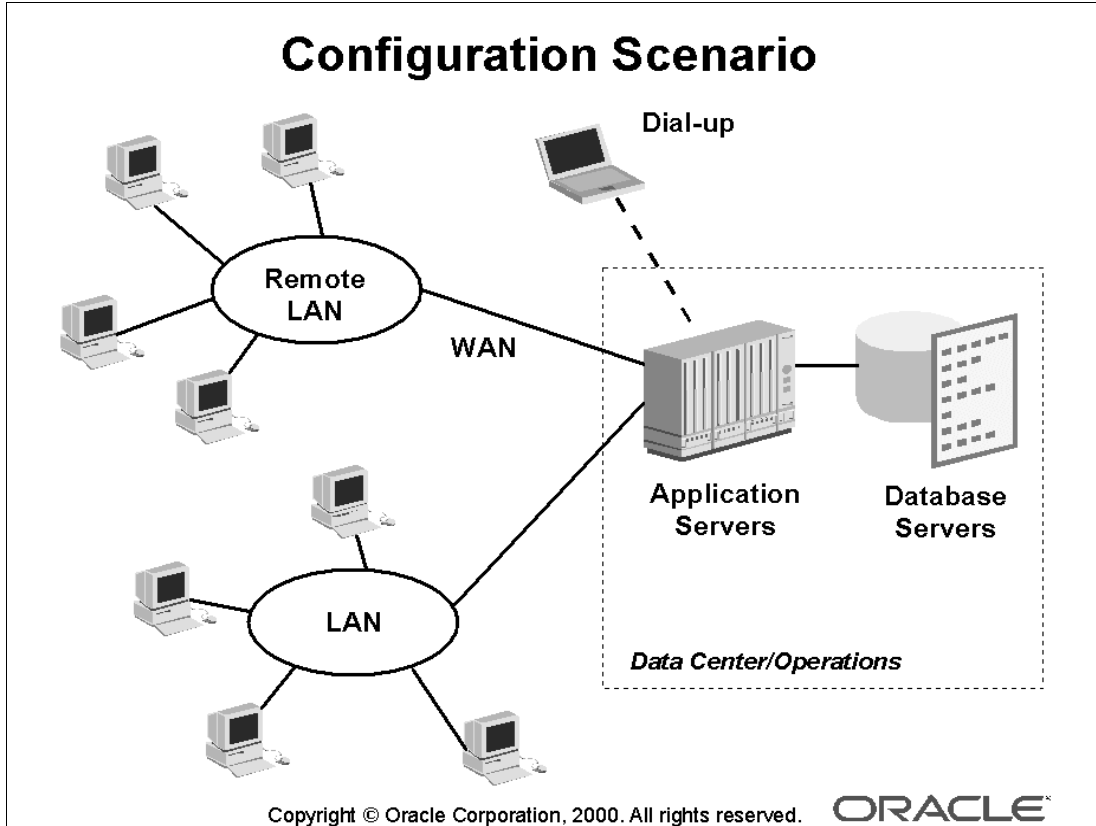 Configuration Scenario
Dial-up
Remote
LAN
WAN
Application
Servers
Database
Servers
LAN
Data Center/Operations
Copyright © Oracle Corporation, 2000. All rights reserved.
ORACLE